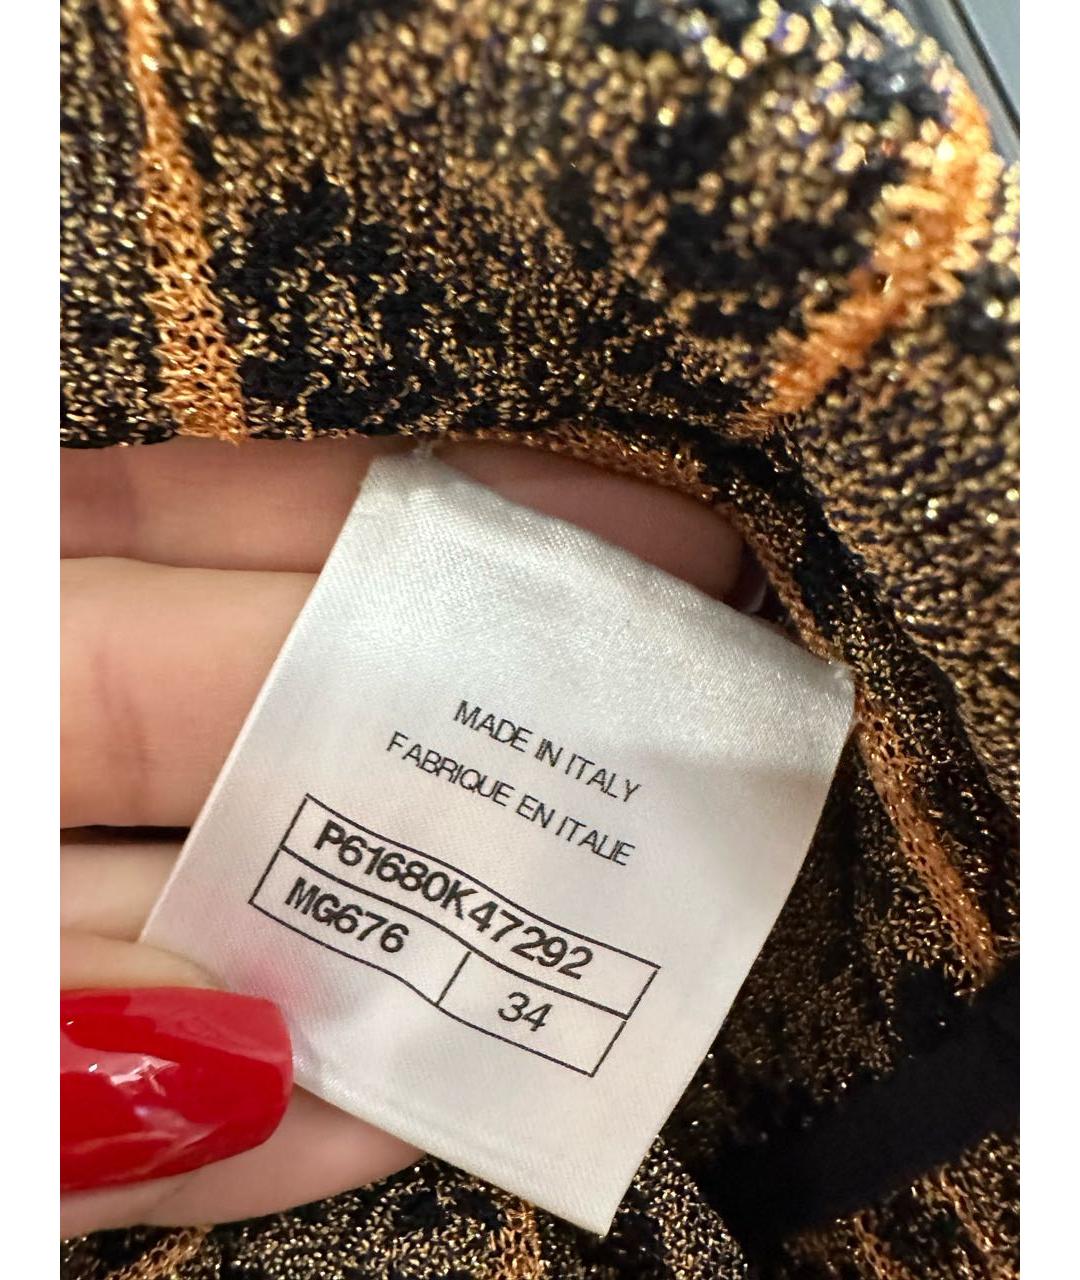 MADE IN ITALY
FABRIQUE EN ITALIE
P61680K47292
MG676 34